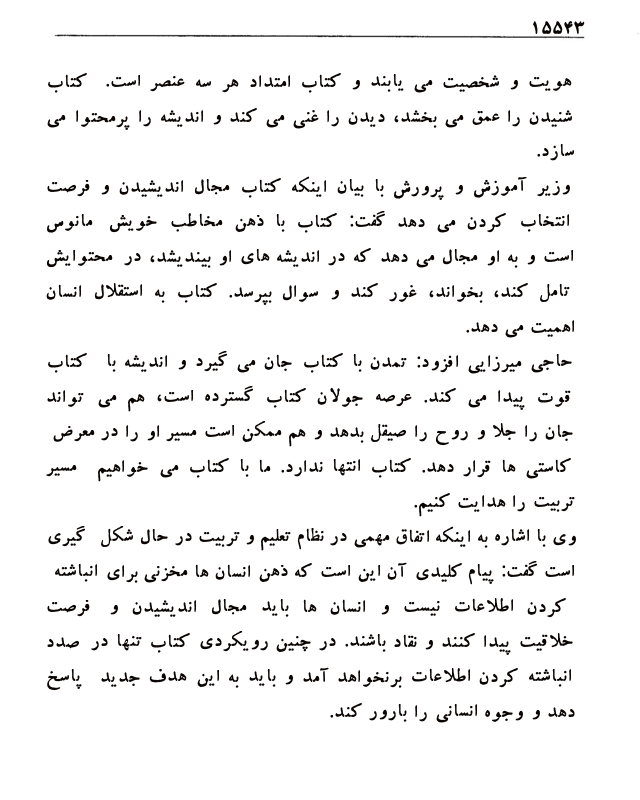 ۱۵۵۴۳
هویت و شخصیت می یابند و کتاب امتداد هر سه عنصر است. کتاب
شنیدن را عمق می بخشد، دیدن را غنی می کند و اندیشه را پرمحتوا می
سازد.
وزیر آموزش و پرورش با بیان اینکه کتاب مجال اندیشیدن و فرصت
انتخاب کردن می دهد گفت: کتاب با ذهن مخاطب خویش مانوس
است و به او مجال می دهد که در اندیشه های او بیندیشد، در محتوایش
تامل کند، بخواند، غور کند و سوال بپرسد. کتاب به استقلال انسان
اهمیت می دهد.
حاجی میرزایی افزود: تمدن با کتاب جان می گیرد و اندیشه با کتاب
قوت پیدا می کند. عرصه جولان کتاب گسترده است، هم می تواند
جان را جلا و روح را صیقل بدهد و هم ممکن است مسیر او را در معرض
کاستی ها قرار دهد. کتاب انتها ندارد. ما با کتاب می خواهیم مسیر
تربیت را هدایت کنیم.
وی با اشاره به اینکه اتفاق مهمی در نظام تعلیم و تربیت در حال شکل گیری
است گفت: پیام کلیدی آن این است که ذهن انسان ها مخزنی برای انباشته
کردن اطلاعات نیست و انسان ها باید مجال اندیشیدن و فرصت
خلاقیت پیدا کنند و نقاد باشند. در چنین رویکردی کتاب تنها در صدد
انباشته کردن اطلاعات برنخواهد آمد و باید به این هدف جدید پاسخ
دهد و وجوه انسانی را بارور کند.